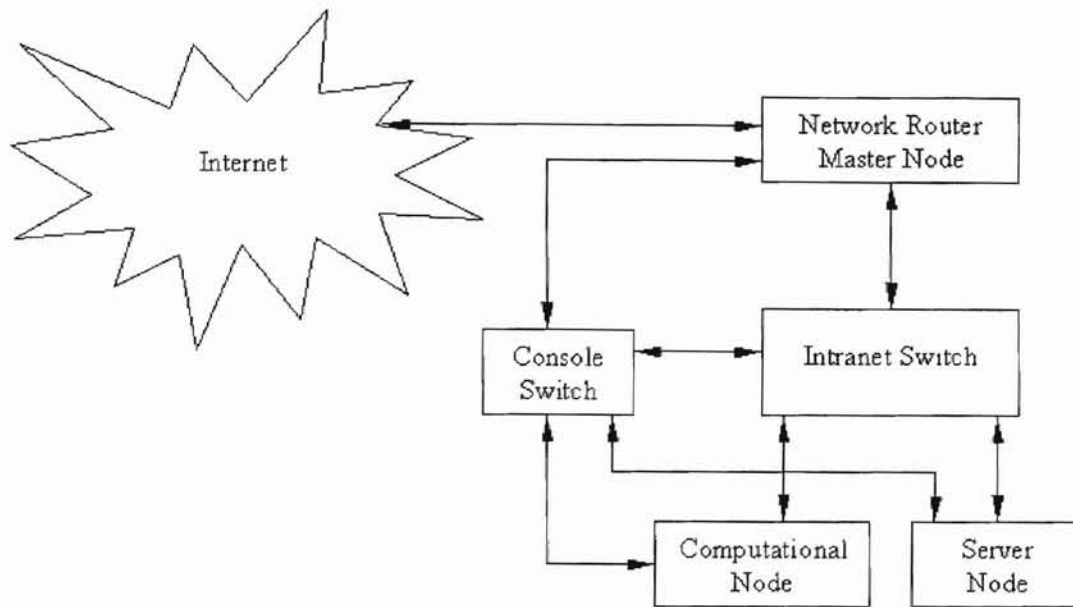 Internet
Network Router
Master Node
Console
Switch
Intranet Switch
Computational
Node
Server
Node